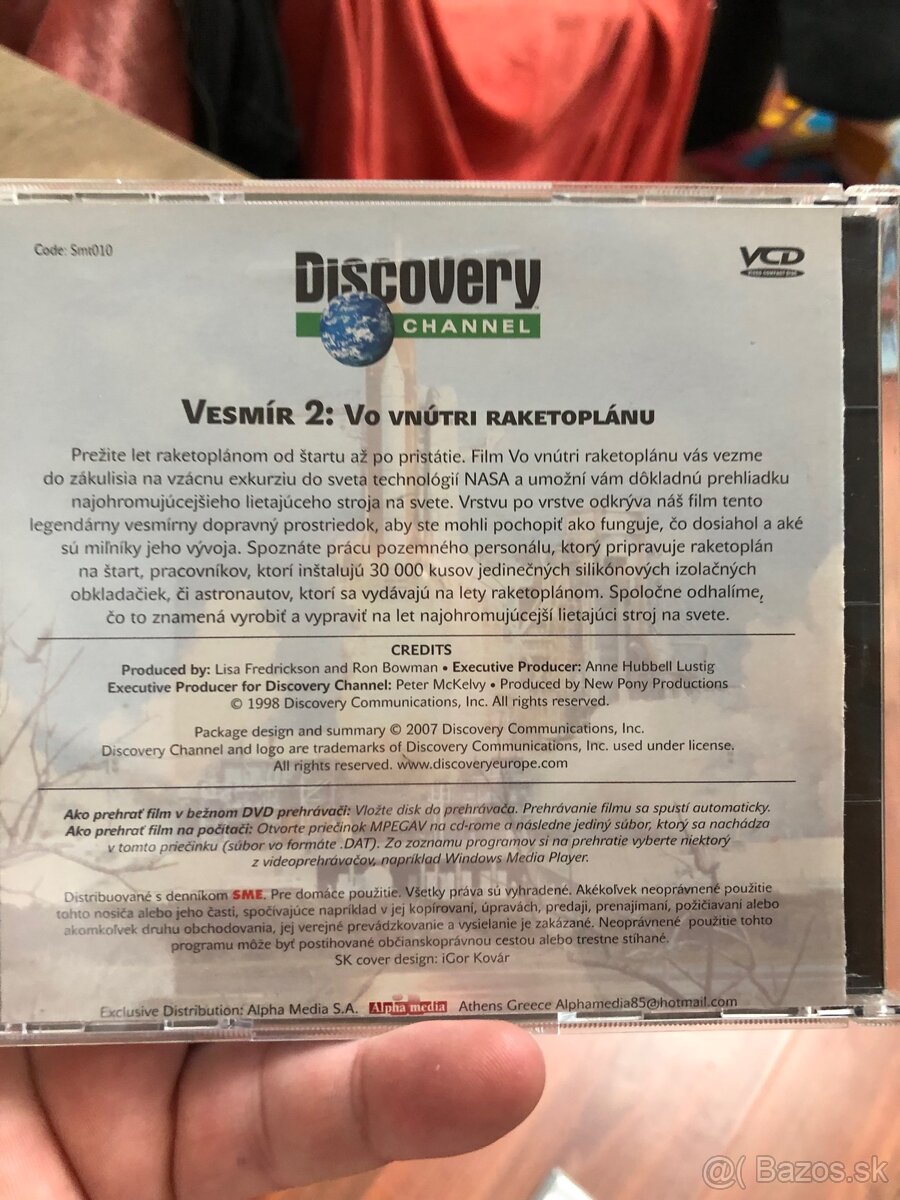 Code: Smt010
DISCOVERY
CHANNEL
VCD
VIDEO COMPACT DISC
VESMÍR 2: VO VNÚTRI RAKETOPLÁNU
Prežite let raketoplánom od štartu až po pristátie. Film Vo vnútri raketoplánu vás vezme
do zákulisia na vzácnu exkurziu do sveta technológií NASA a umožní vám dôkladnú prehliadku
najohromujúcejšieho lietajúceho stroja na svete. Vrstvu po vrstve odkrýva náš film tento
legendárny vesmírny dopravný prostriedok, aby ste mohli pochopiť ako funguje, čo dosiahol a aké
sú míľniky jeho vývoja. Spoznáte prácu pozemného personálu, ktorý pripravuje raketoplán
na štart, pracovníkov, ktorí inštalujú 30 000 kusov jedinečných silikónových izolačných
obkladačiek, či astronautov, ktorí sa vydávajú na lety raketoplánom. Spoločne odhalíme,
čo to znamená vyrobiť a vypraviť na let najohromujúcejší lietajúci stroj na svete.
CREDITS
Produced by: Lisa Fredrickson and Ron Bowman • Executive Producer: Anne Hubbell Lustig
Executive Producer for Discovery Channel: Peter McKelvy • Produced by New Pony Productions
© 1998 Discovery Communications, Inc. All rights reserved.
Package design and summary © 2007 Discovery Communications, Inc.
Discovery Channel and logo are trademarks of Discovery Communications, Inc. used under license.
All rights reserved. www.discoveryeurope.com
Ako prehrať film v bežnom DVD prehrávači: Vložte disk do prehrávača. Prehrávanie filmu sa spustí automaticky.
Ako prehrať film na počítači: Otvorte priečinok MPEGAV na cd-rome a následne jediný súbor, ktorý sa nachádza
v tomto priečinku (súbor vo formáte .DAT). Zo zoznamu programov si na prehratie vyberte niektorý
z videoprehrávačov, napríklad Windows Media Player.
Distribuované s denníkom SME. Pre domáce použitie. Všetky práva sú vyhradené. Akékoľvek neoprávnené použitie
tohto nosiča alebo jeho časti, spočívajúce napríklad v jej kopírovaní, úpravách, predaji, prenajímaní, požičiavaní alebo
akomkoľvek druhu obchodovania, jej verejné prevádzkovanie a vysielanie je zakázané. Neoprávnené použitie tohto
programu môže byť postihované občianskoprávnou cestou alebo trestne stíhané.
SK cover design: iGor Kovár
Exclusive Distribution: Alpha Media S.A. Alpha media Athens Greece Alphamedia85@hotmail.com
@( Bazos.sk